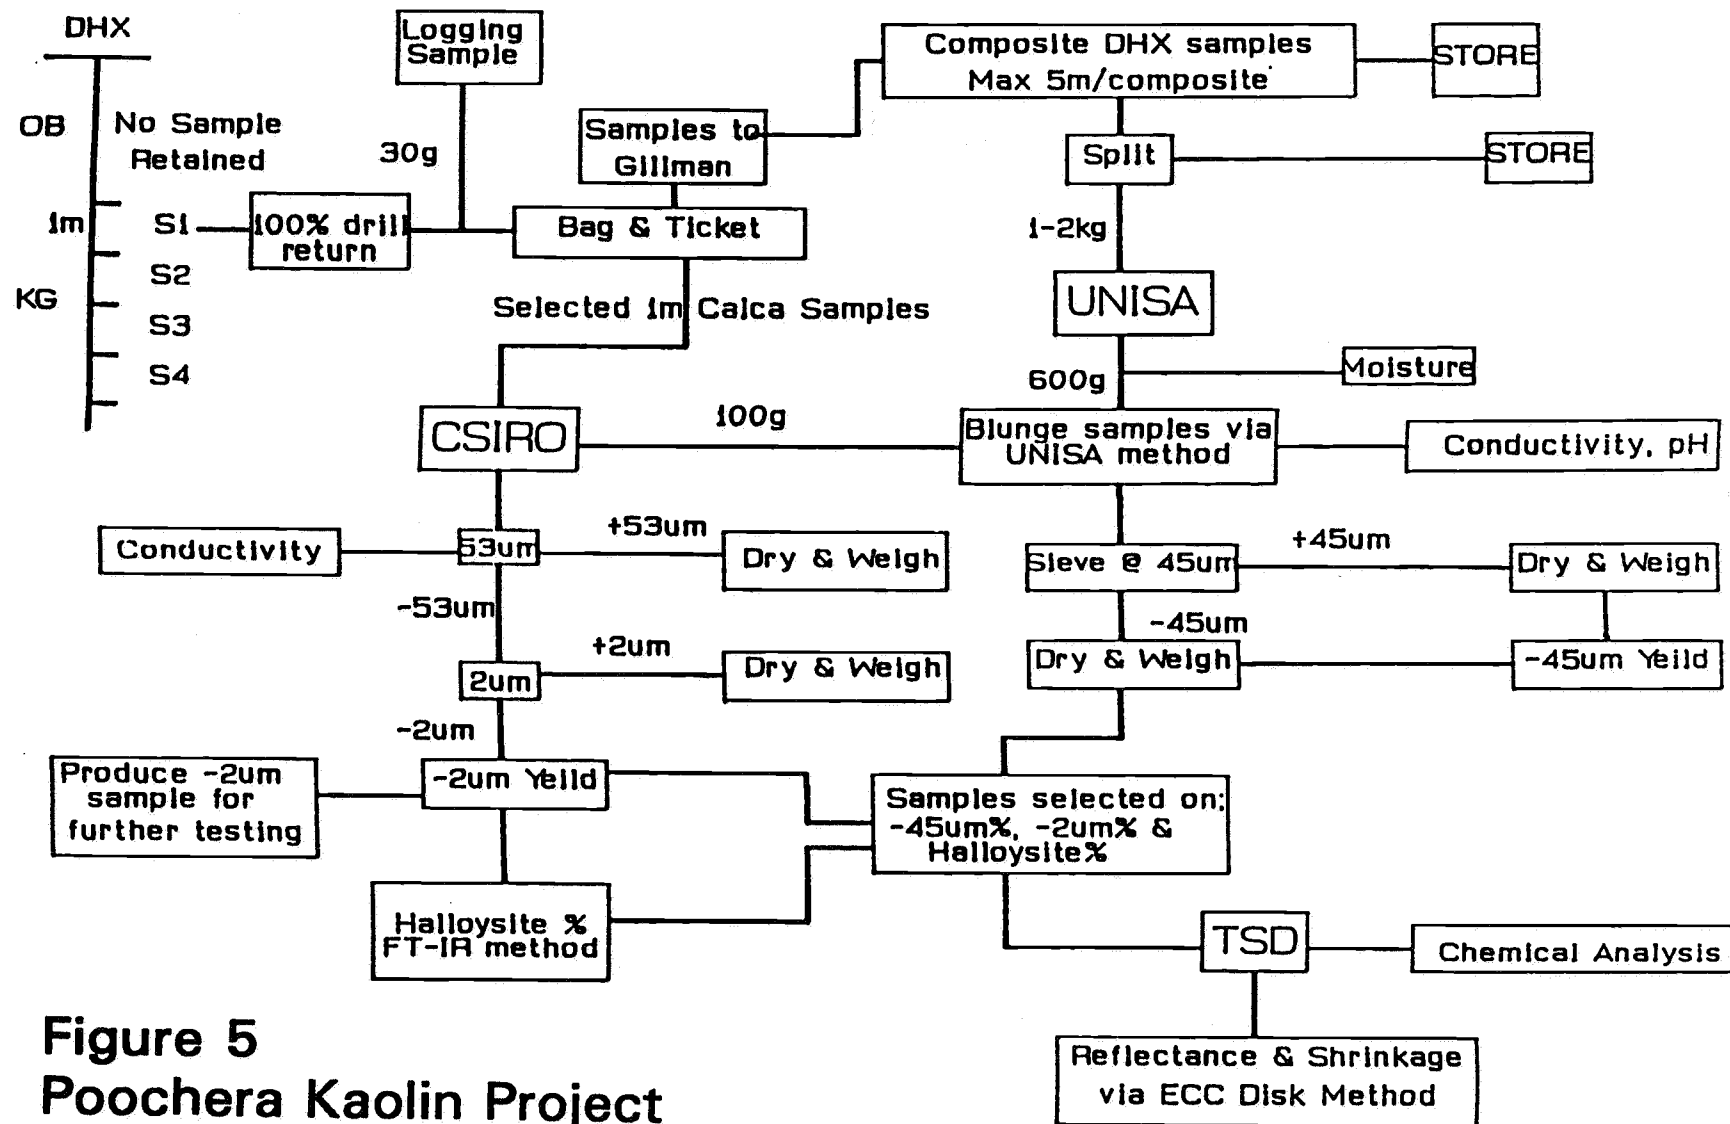 DHX
OB
No Sample
Retained
1m
KG
S1
S2
S3
S4
100% drill
return
30g
Logging
Sample
Samples to
Gillman
Bag & Ticket
Selected 1m Calca Samples
Composite DHX samples
Max 5m/composite
STORE
Split
STORE
1-2kg
UNISA
600g
Moisture
CSIRO
100g
Blunge samples via
UNISA method
Conductivity, pH
Conductivity
53um
+53um
Dry & Weigh
-53um
2um
+2um
Dry & Weigh
-2um
Sieve @ 45um
+45um
Dry & Weigh
-45um
Dry & Weigh
-45um Yeild
Produce -2um
sample for
further testing
-2um Yeild
Halloysite %
FT-IR method
Samples selected on:
-45um%, -2um% &
Halloysite%
TSD
Chemical Analysis
Reflectance & Shrinkage
via ECC Disk Method
Figure 5
Poochera Kaolin Project